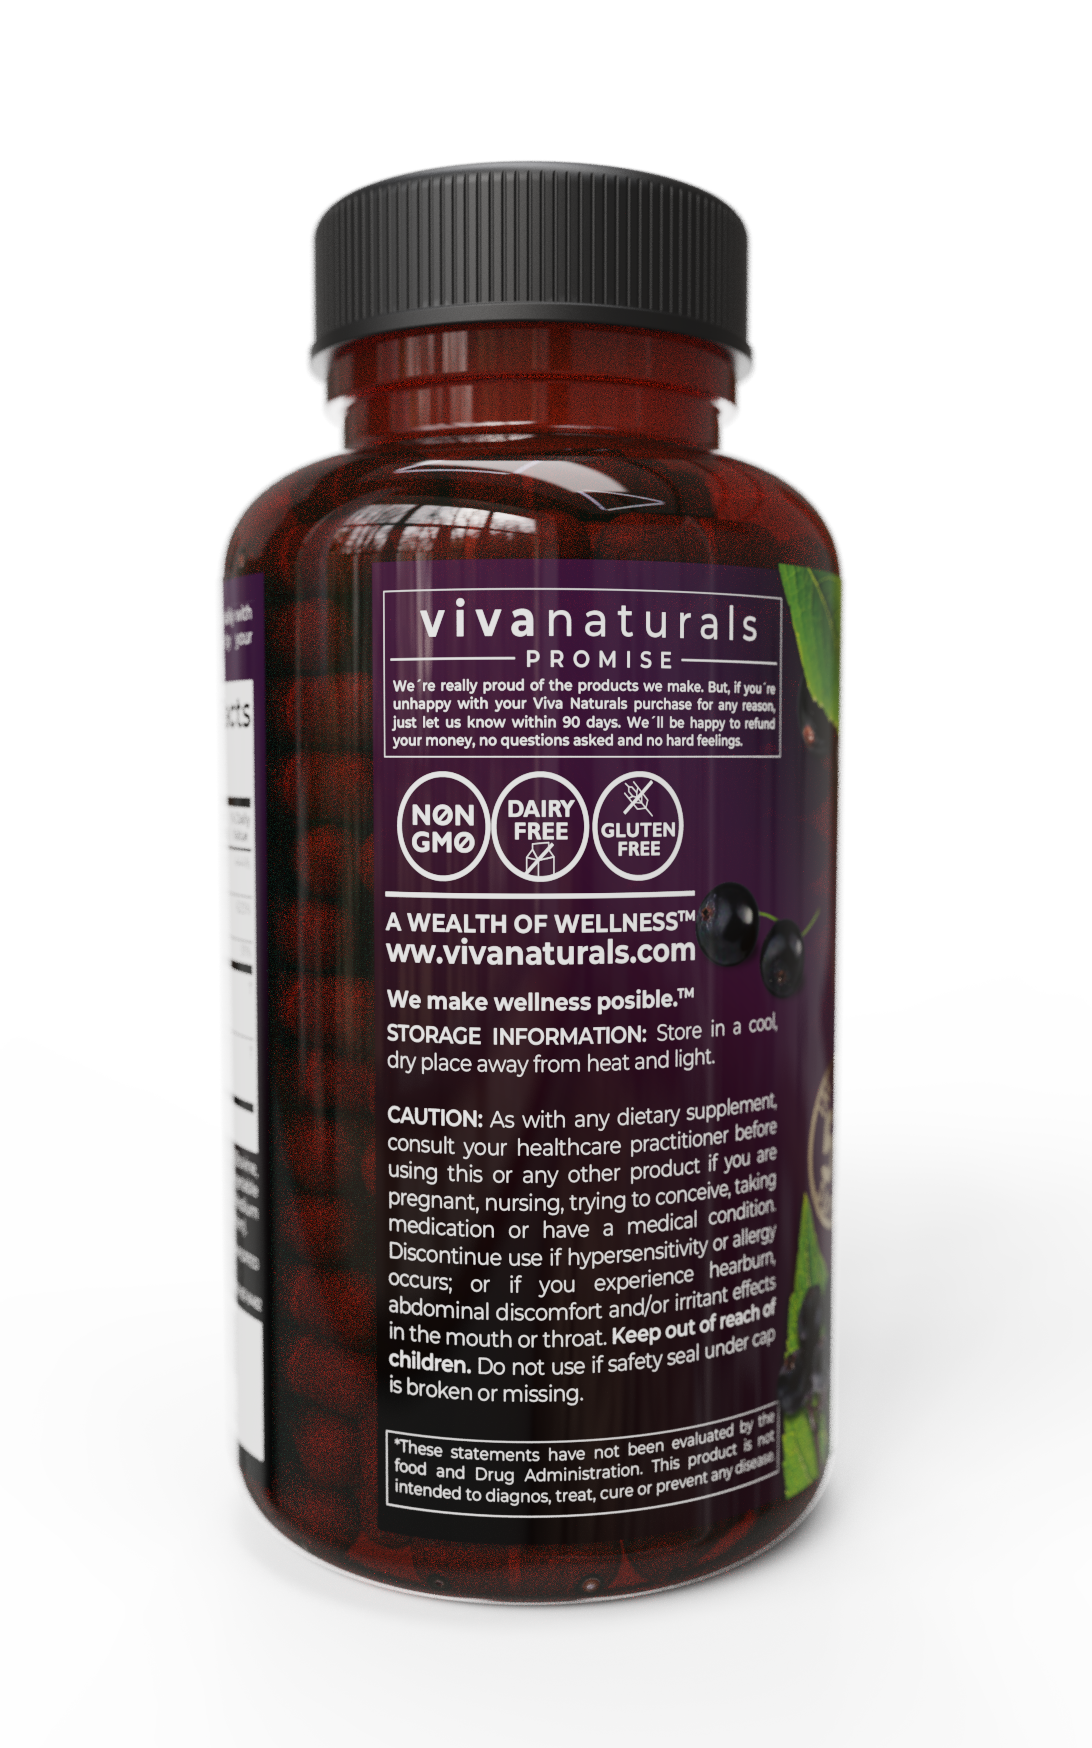 vivanaturals
PROMISE
We´re really proud of the products we make. But, if you´re
unhappy with your Viva Naturals purchase for any reason,
just let us know within 90 days. We´ll be happy to refund
your money, no questions asked and no hard feelings.
NØN
GMØ
DAIRY
FREE
GLUTEN
FREE
A WEALTH OF WELLNESS™
ww.vivanaturals.com
We make wellness posible.™
STORAGE INFORMATION: Store in a cool,
dry place away from heat and light.
CAUTION: As with any dietary supplement,
consult your healthcare practitioner before
using this or any other product if you are
pregnant, nursing, trying to conceive, taking
medication or have a medical condition.
Discontinue use if hypersensitivity or allergy
occurs; or if you experience hearburn,
abdominal discomfort and/or irritant effects
in the mouth or throat. Keep out of reach of
children. Do not use if safety seal under cap
is broken or missing.
*These statements have not been evaluated by the
food and Drug Administration. This product is not
intended to diagnos, treat, cure or prevent any disease.
with
your